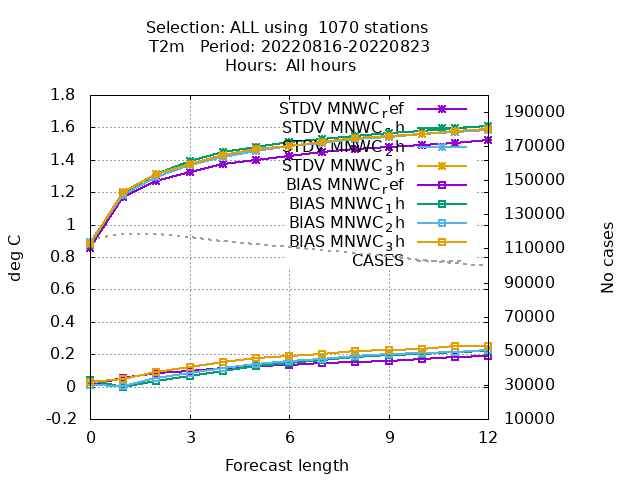 Selection: ALL using  1070 stations
T2m   Period: 20220816-20220823
Hours:  All hours
1.8
1.6
1.4
1.2
1
0.8
0.6
0.4
0.2
0
-0.2
deg C
STDV MNWC_ref
STDV MNWC_1h
STDV MNWC_2h
STDV MNWC_3h
BIAS MNWC_ref
BIAS MNWC_1h
BIAS MNWC_2h
BIAS MNWC_3h
CASES
190000
170000
150000
130000
110000
90000
70000
50000
30000
10000
No cases
0 3 6 9 12
Forecast length